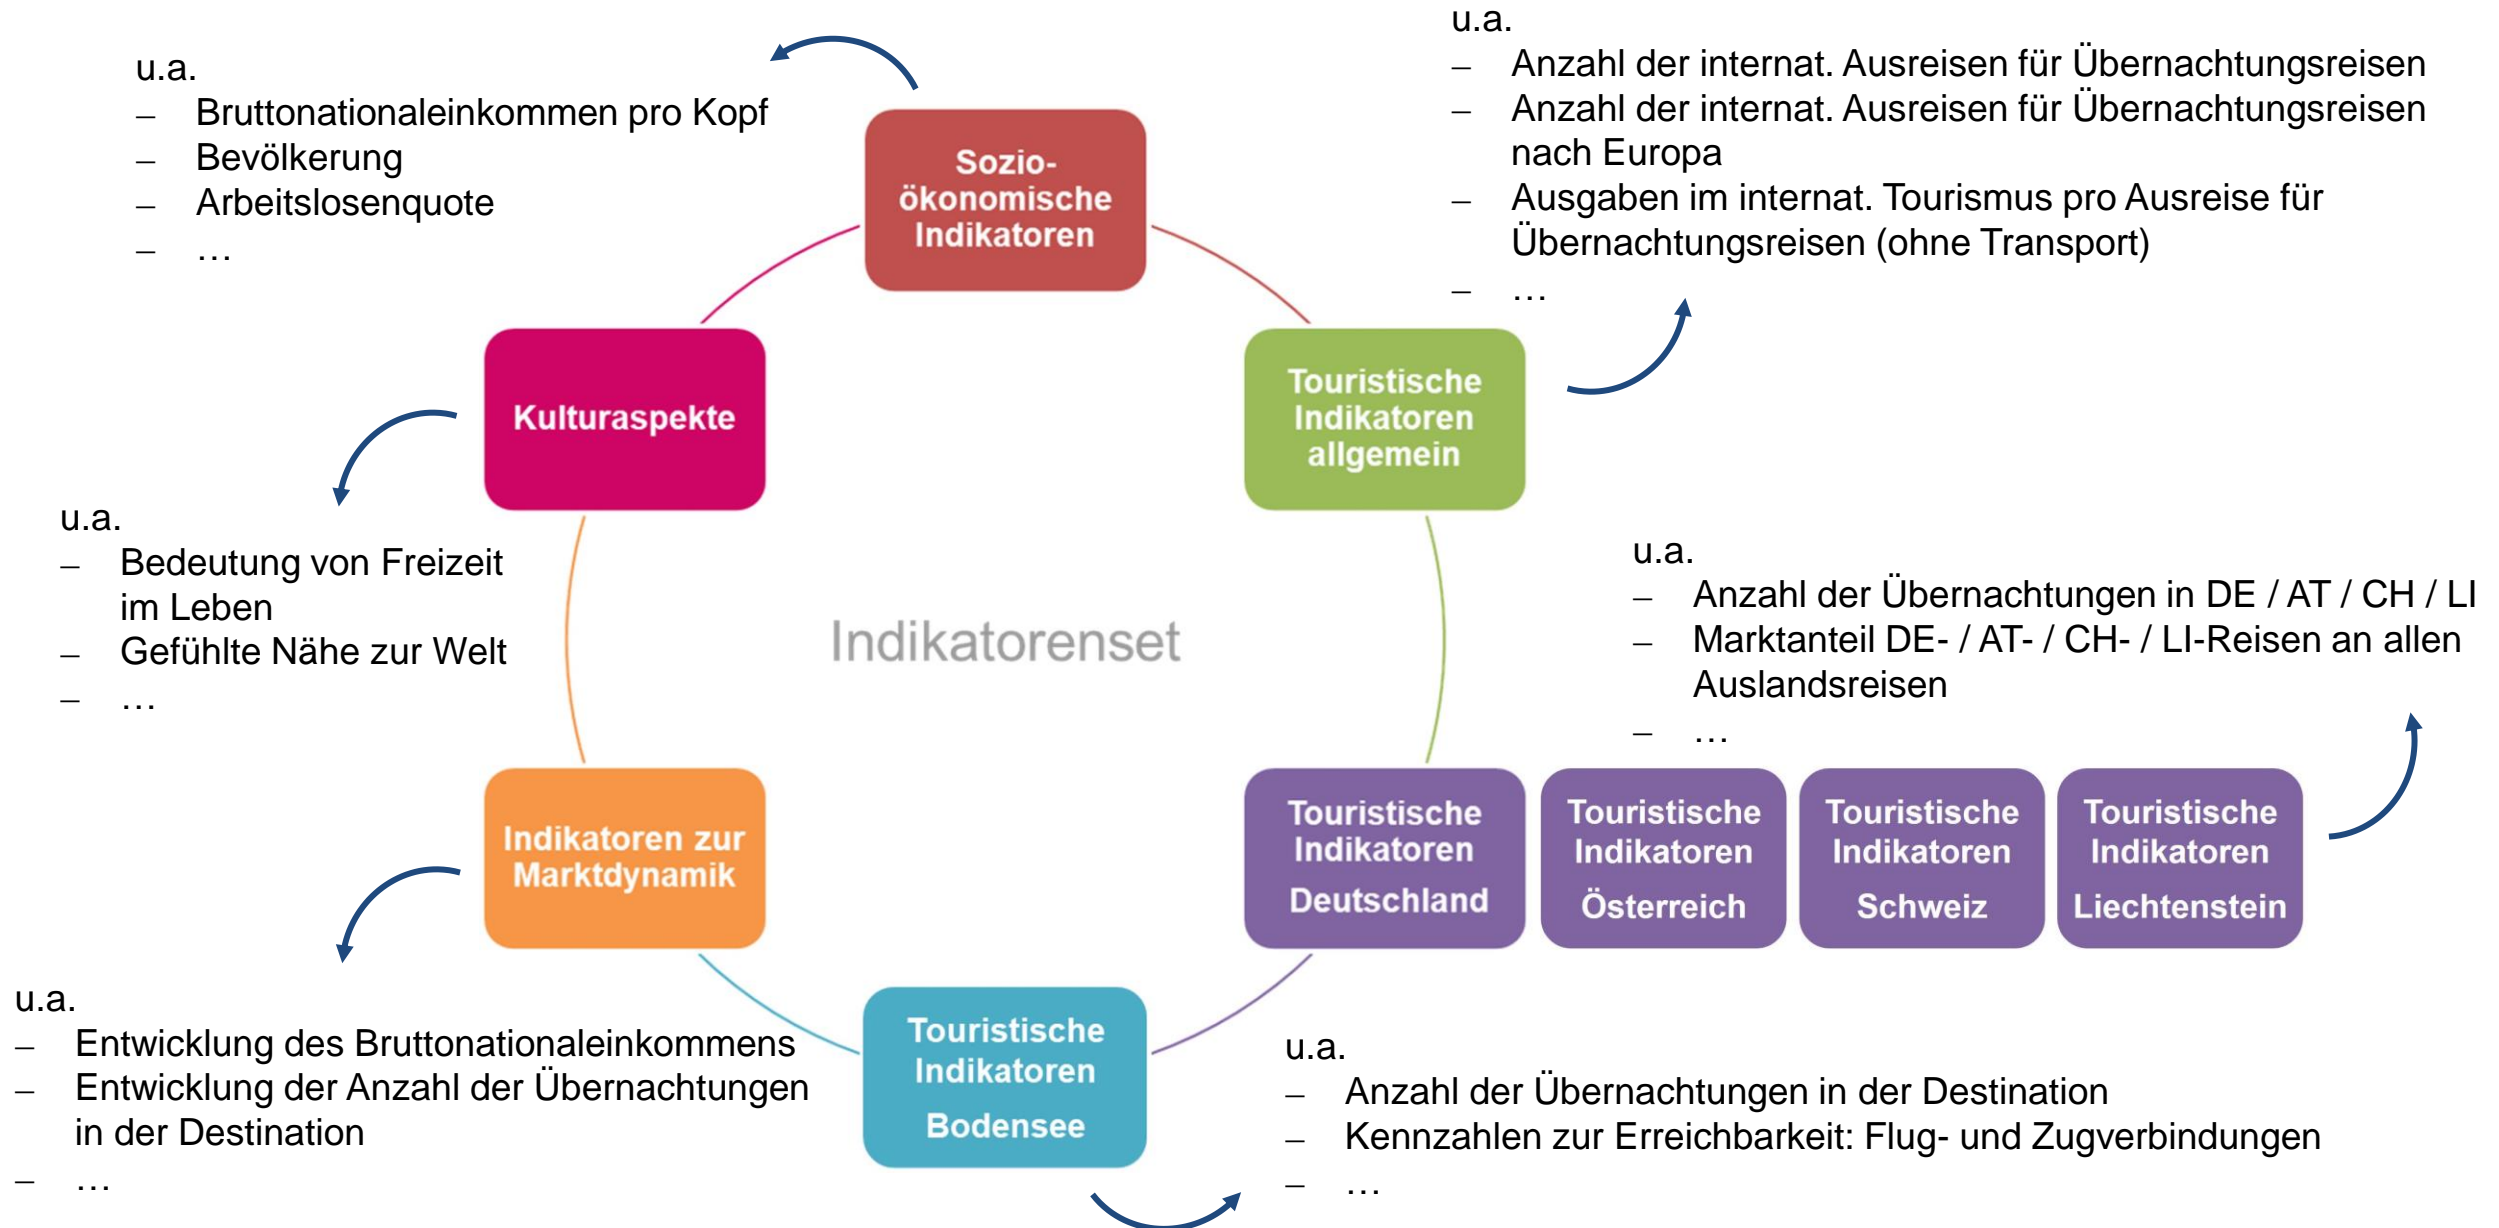 u.a.
– Bruttonationaleinkommen pro Kopf
– Bevölkerung
– Arbeitslosenquote
– …
Sozio-
ökonomische
Indikatoren
u.a.
– Anzahl der internat. Ausreisen für Übernachtungsreisen
– Anzahl der internat. Ausreisen für Übernachtungsreisen
nach Europa
– Ausgaben im internat. Tourismus pro Ausreise für
Übernachtungsreisen (ohne Transport)
– …
Kulturaspekte
Touristische
Indikatoren
allgemein
u.a.
– Bedeutung von Freizeit
im Leben
– Gefühlte Nähe zur Welt
– …
Indikatorenset
u.a.
– Anzahl der Übernachtungen in DE / AT / CH / LI
– Marktanteil DE- / AT- / CH- / LI-Reisen an allen
Auslandsreisen
– …
Indikatoren zur
Marktdynamik
Touristische
Indikatoren
Deutschland
Touristische
Indikatoren
Österreich
Touristische
Indikatoren
Schweiz
Touristische
Indikatoren
Liechtenstein
u.a.
– Entwicklung des Bruttonationaleinkommens
– Entwicklung der Anzahl der Übernachtungen
in der Destination
– …
Touristische
Indikatoren
Bodensee
u.a.
– Anzahl der Übernachtungen in der Destination
– Kennzahlen zur Erreichbarkeit: Flug- und Zugverbindungen
– …